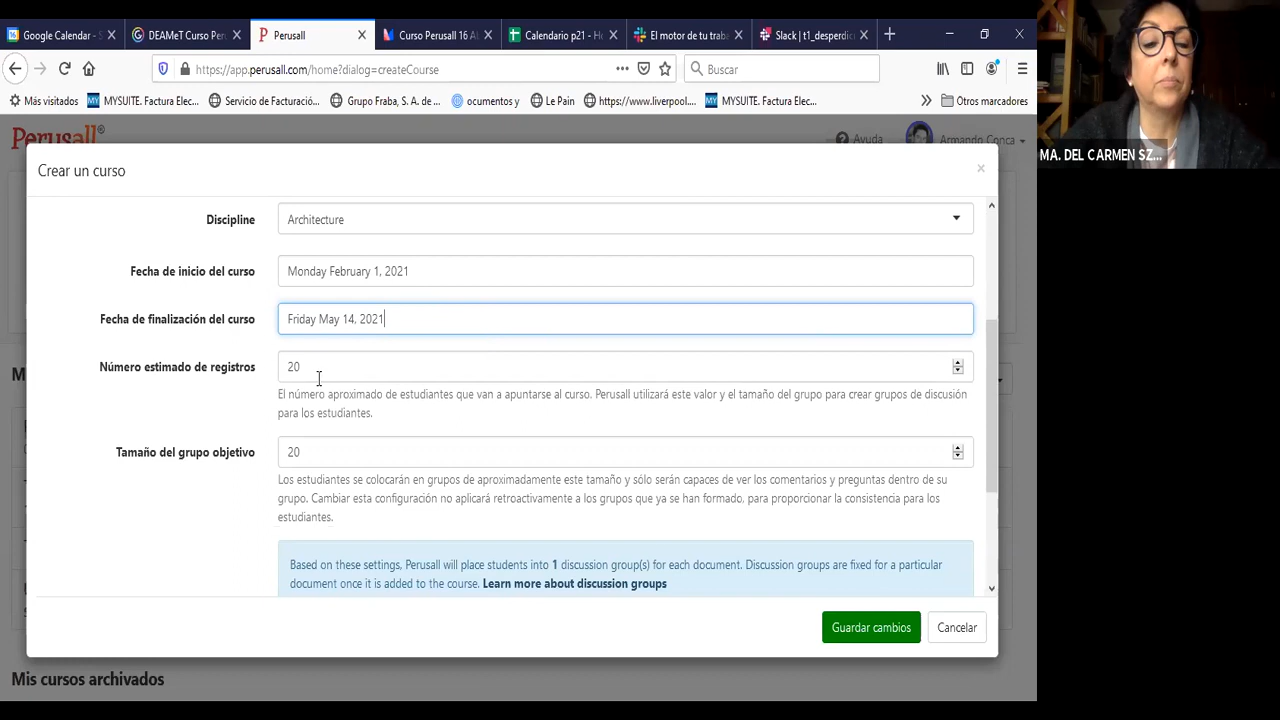 Google Calendar - S
DEAMeT Curso Per
Perusall
Curso Perusall 16 A
Calendario p21 - Ho
El motor de tu traba
Slack | t1_desperdic
https://app.perusall.com/home?dialog=createCourse
Buscar
Más visitados
MYSUITE. Factura Elec...
Servicio de Facturació...
Grupo Fraba, S. A. de ...
ocumentos y
Le Pain
https://www.liverpool....
MYSUITE. Factura Elec...
Otros marcadores
Perusall
Ayuda
Armando Conca
MA. DEL CARMEN SZ...
Crear un curso
Discipline
Architecture
Fecha de inicio del curso
Monday February 1, 2021
Fecha de finalización del curso
Friday May 14, 2021
Número estimado de registros
20
El número aproximado de estudiantes que van a apuntarse al curso. Perusall utilizará este valor y el tamaño del grupo para crear grupos de discusión
para los estudiantes.
Tamaño del grupo objetivo
20
Los estudiantes se colocarán en grupos de aproximadamente este tamaño y sólo serán capaces de ver los comentarios y preguntas dentro de su
grupo. Cambiar esta configuración no aplicará retroactivamente a los grupos que ya se han formado, para proporcionar la consistencia para los
estudiantes.
Based on these settings, Perusall will place students into 1 discussion group(s) for each document. Discussion groups are fixed for a particular
document once it is added to the course. Learn more about discussion groups
Guardar cambios
Cancelar
Mis cursos archivados